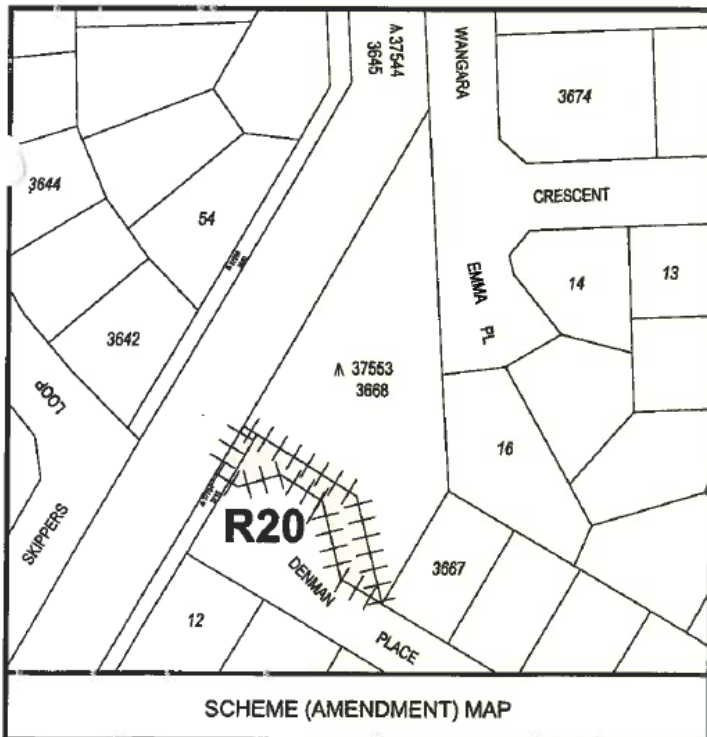 37544
3645
WANGARA
3674
CRESCENT
3644
54
14
13
EMMA PL
3642
37553
3668
LOOP
16
SKIPPERS
R20
DENMAN
PLACE
3667
12
SCHEME (AMENDMENT) MAP